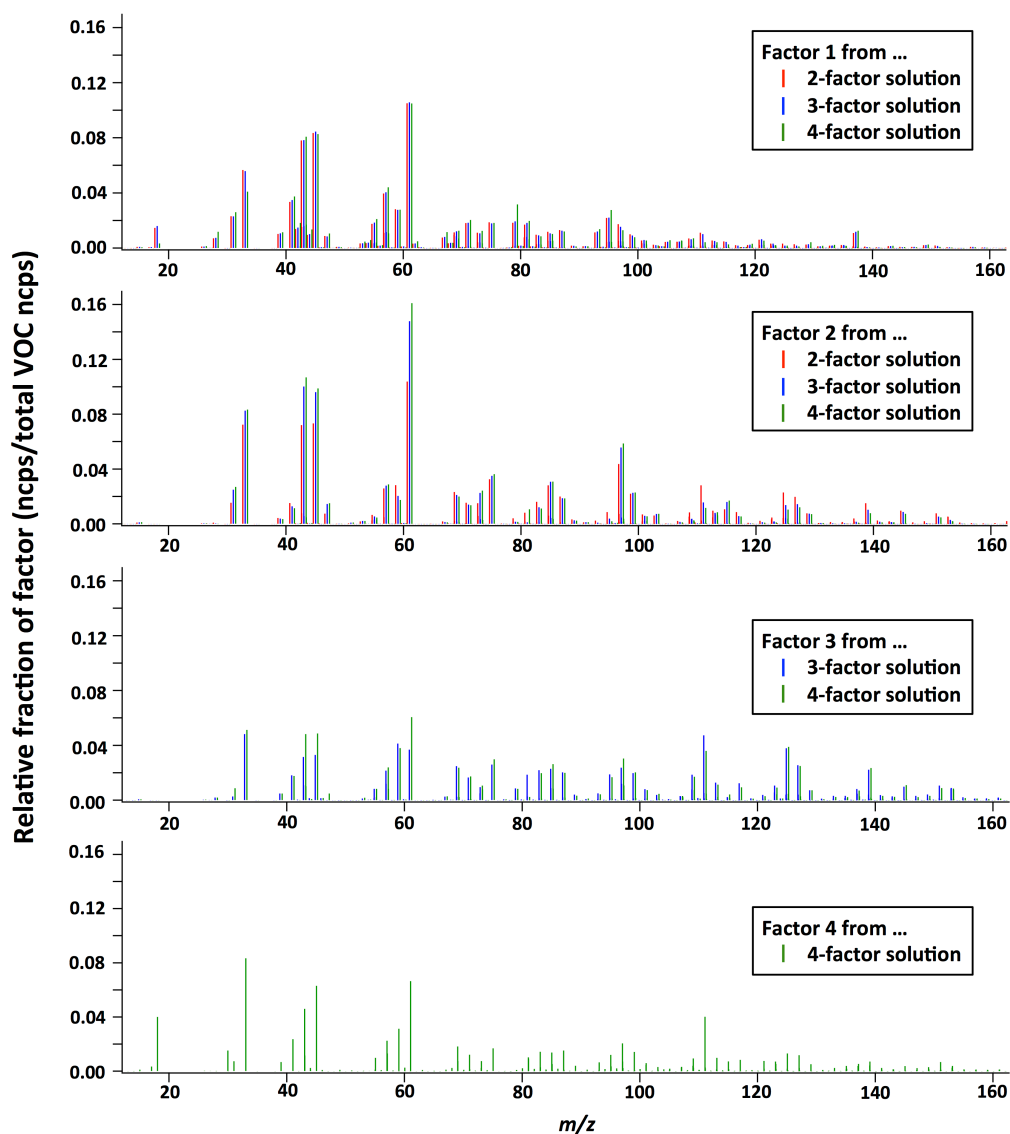 Relative fraction of factor (ncps/total VOC ncps)
0.16
0.12
0.08
0.04
0.00
20 40 60 80 100 120 140 160
Factor 1 from ...
2-factor solution
3-factor solution
4-factor solution
0.16
0.12
0.08
0.04
0.00
20 40 60 80 100 120 140 160
Factor 2 from ...
2-factor solution
3-factor solution
4-factor solution
0.16
0.12
0.08
0.04
0.00
20 40 60 80 100 120 140 160
Factor 3 from ...
3-factor solution
4-factor solution
0.16
0.12
0.08
0.04
0.00
20 40 60 80 100 120 140 160
Factor 4 from ...
4-factor solution
m/z